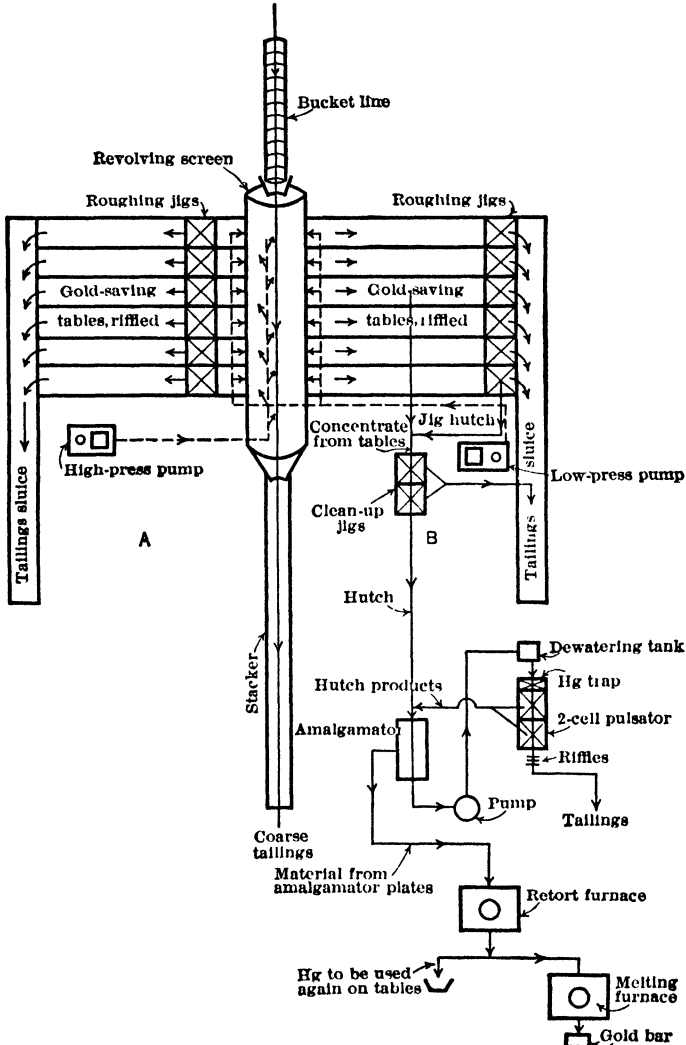 Bucket line
Revolving screen
Roughing jigs
Roughing jigs
Gold-saving
tables, riffled
Gold-saving
tables, riffled
Concentrate
from tables
Jig hutch
High-press pump
Low-press pump
Clean-up
jigs
Tailings sluice
Tailings sluice
A
B
Hutch
Stacker
Dewatering tank
Hutch products
Hg trap
2-cell pulsator
Amalgamator
Riffles
Pump
Tailings
Coarse
tailings
Material from
amalgamator plates
Retort furnace
Hg to be used
again on tables
Melting
furnace
Gold bar